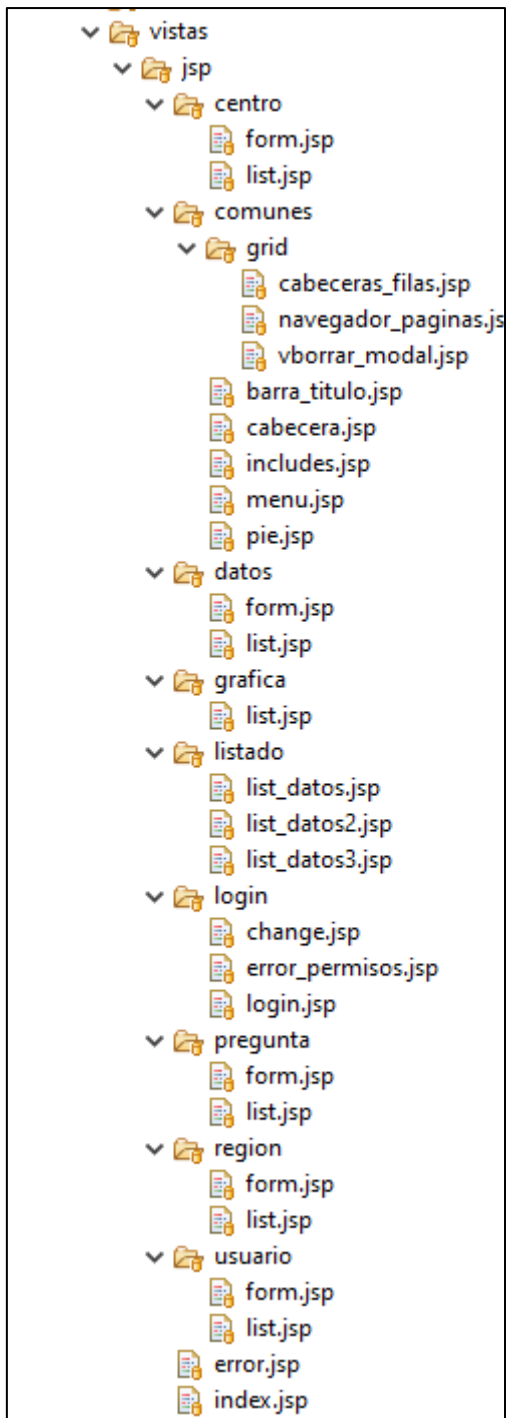 vistas
jsp
centro
form.jsp
list.jsp
comunes
grid
cabeceras_filas.jsp
navegador_paginas.js
vborrar_modal.jsp
barra_titulo.jsp
cabecera.jsp
includes.jsp
menu.jsp
pie.jsp
datos
form.jsp
list.jsp
grafica
list.jsp
listado
list_datos.jsp
list_datos2.jsp
list_datos3.jsp
login
change.jsp
error_permisos.jsp
login.jsp
pregunta
form.jsp
list.jsp
region
form.jsp
list.jsp
usuario
form.jsp
list.jsp
error.jsp
index.jsp